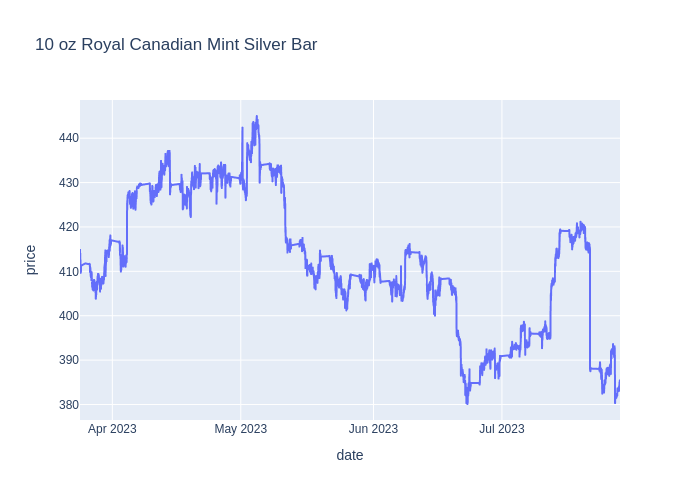 10 oz Royal Canadian Mint Silver Bar
440
430
420
410
400
390
380
price
Apr 2023
May 2023
Jun 2023
Jul 2023
date